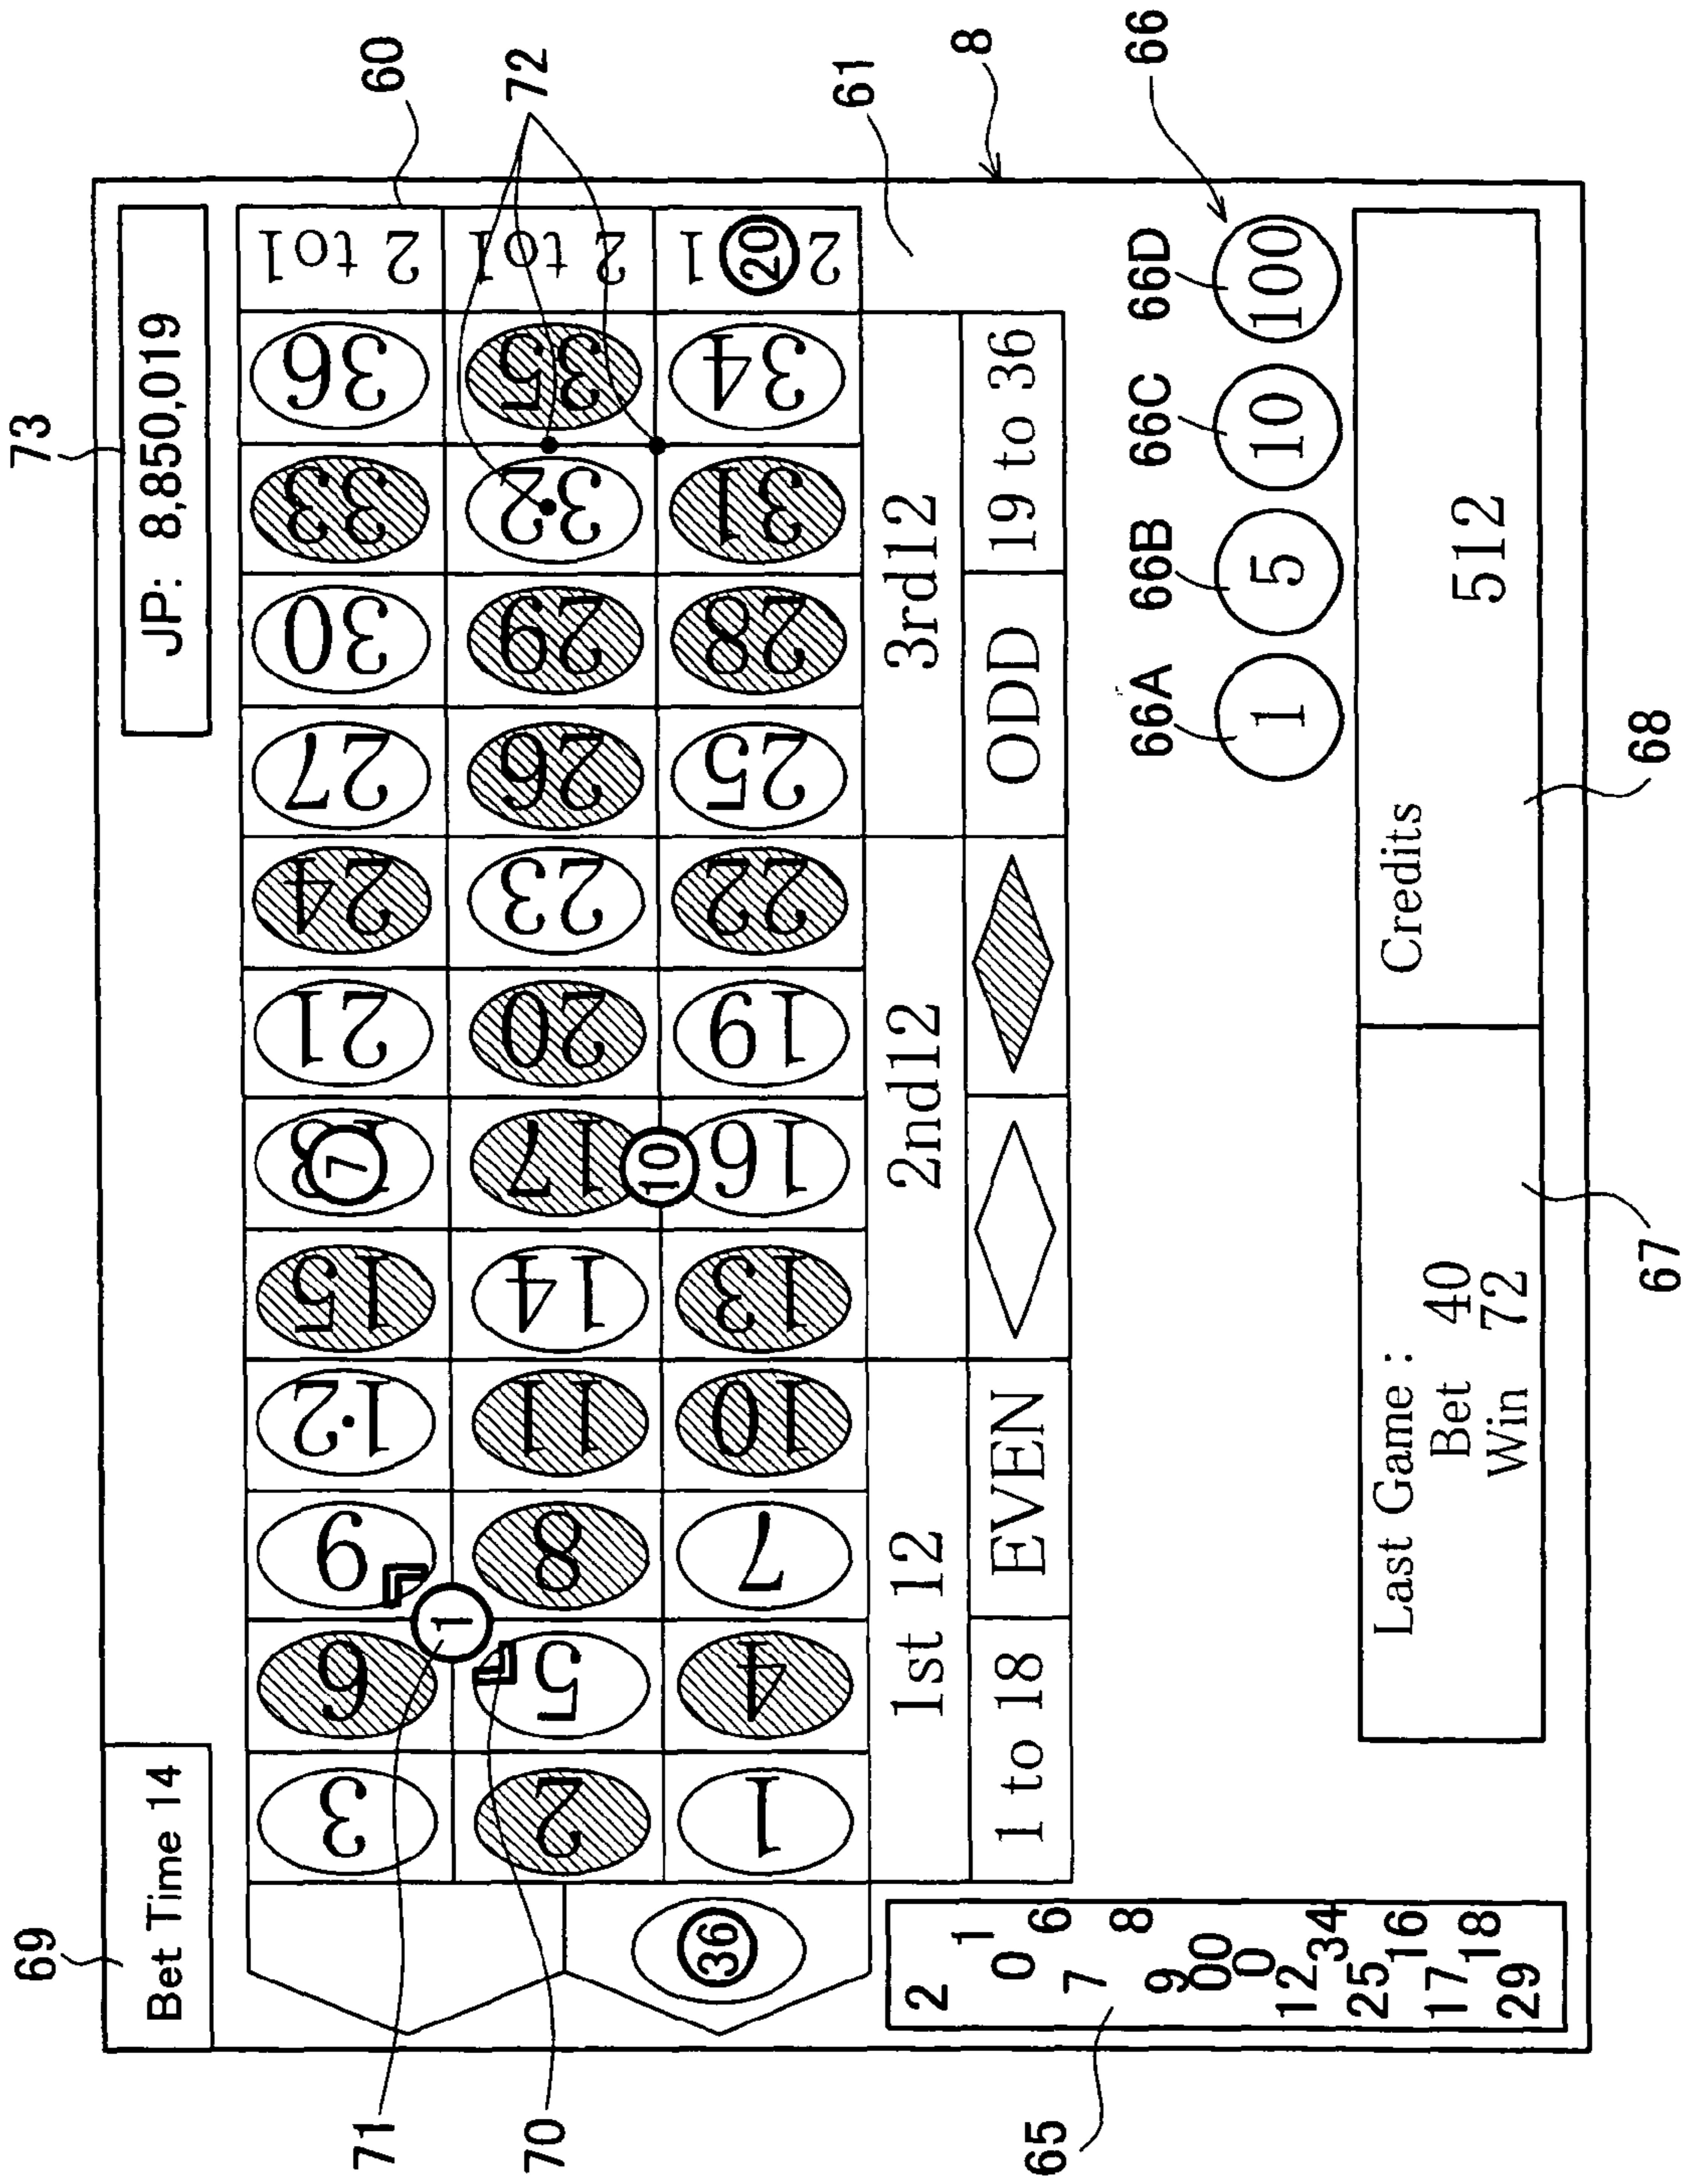 73
69
Bet Time 14
JP: 8,850,019
60
72
3 6 9 12 15 18 21 24 27 30 33 36 2 to1
7
2 5 8 11 14 17 20 23 26 29 32 35 2 to1
1
10
1 4 7 10 13 16 19 22 25 28 31 34 2 1
20
36
71
70
61
8
1st 12 2nd12 3rd12
1 to 18 EVEN ODD 19 to 36
65
2
1
0
6
7
8
9
00
0
12
34
25
16
17
18
29
66
66A 66B 66C 66D
1 5 10 100
Last Game :
Bet 40
Win 72
Credits
512
67
68